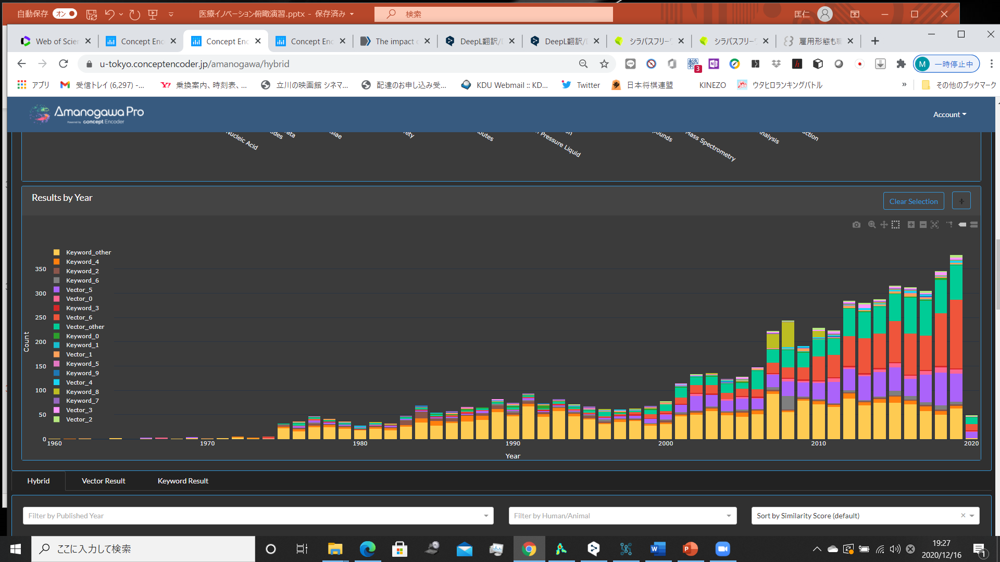 自動保存 オン 医療イノベーション俯瞰演習.pptx - 保存済み 検索 匡仁
Web of Scien Concept Enc Concept Enc Concept Enc The impact DeepL翻訳/ DeepL翻訳/ シラバスフリー シラバスフリー 雇用形態も
u-tokyo.conceptencoder.jp/amanogawa/hybrid 3 M 一時停止中
アプリ 受信トレイ (6,297) -... 乗換案内、時刻表、... 立川の映画館 シネマ... 配達のお申し込み受... KDU Webmail :: KD... Twitter 日本将棋連盟 KINEZO ウタヒロランキングバトル » その他のブックマーク
Amanogawa Pro
Powered by concept Encoder
Account
Nucleic Acid
Pressure Liquid
Mass Spectrometry
Results by Year
Clear Selection
Keyword_other
Keyword_4
Keyword_2
Keyword_6
Vector_5
Vector_0
Keyword_3
Vector_6
Vector_other
Keyword_0
Keyword_1
Vector_1
Keyword_5
Keyword_9
Vector_4
Keyword_8
Keyword_7
Vector_3
Vector_2
350
300
250
200
150
100
50
0
Count
1960 1970 1980 1990 2000 2010 2020
Year
Hybrid Vector Result Keyword Result
Filter by Published Year Filter by Human/Animal Sort by Similarity Score (default)
ここに入力して検索
19:27
2020/12/16
1